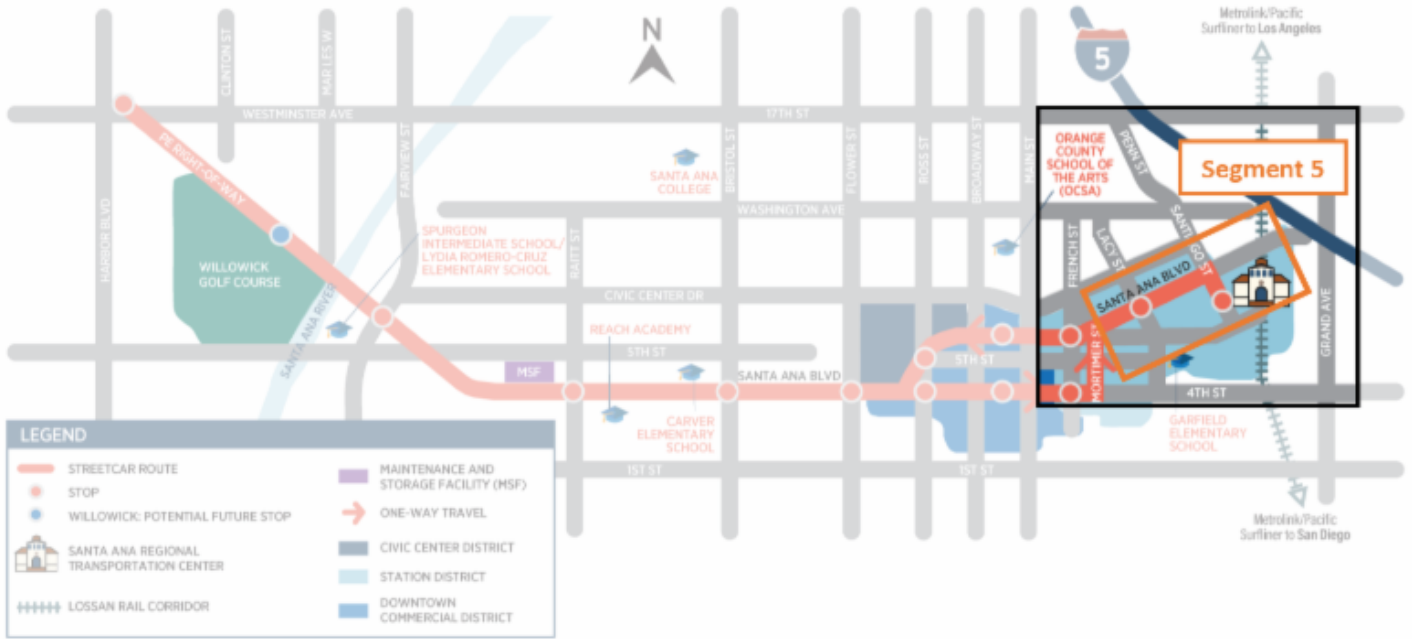 Metrolink/Pacific
Surfliner to Los Angeles
N
5
CLINTON ST
HARBOR BLVD
WESTMINSTER AVE
17TH ST
PE RIGHT-OF-WAY
FAIRVIEW ST
SANTA ANA
COLLEGE
BRISTOL ST
FLOWER ST
ROSS ST
BROADWAY ST
MAIN ST
ORANGE
COUNTY
SCHOOL OF
THE ARTS
(OCSA)
PENN ST
Segment 5
WASHINGTON AVE
WILLOWICK
GOLF COURSE
SANTA ANA RIVER
SPURGEON
INTERMEDIATE SCHOOL/
LYDIA ROMERO-CRUZ
ELEMENTARY SCHOOL
RAITT ST
CIVIC CENTER DR
FRENCH ST
LACY ST
SANTIAGO ST
SANTA ANA BLVD
GRAND AVE
REACH ACADEMY
5TH ST
5TH ST
MORTIMER ST
MSF
SANTA ANA BLVD
4TH ST
CARVER
ELEMENTARY
SCHOOL
GARFIELD
ELEMENTARY
SCHOOL
1ST ST
1ST ST
Metrolink/Pacific
Surfliner to San Diego
LEGEND
STREETCAR ROUTE
STOP
WILLOWICK: POTENTIAL FUTURE STOP
SANTA ANA REGIONAL
TRANSPORTATION CENTER
LOSSAN RAIL CORRIDOR
MAINTENANCE AND
STORAGE FACILITY (MSF)
ONE-WAY TRAVEL
CIVIC CENTER DISTRICT
STATION DISTRICT
DOWNTOWN
COMMERCIAL DISTRICT